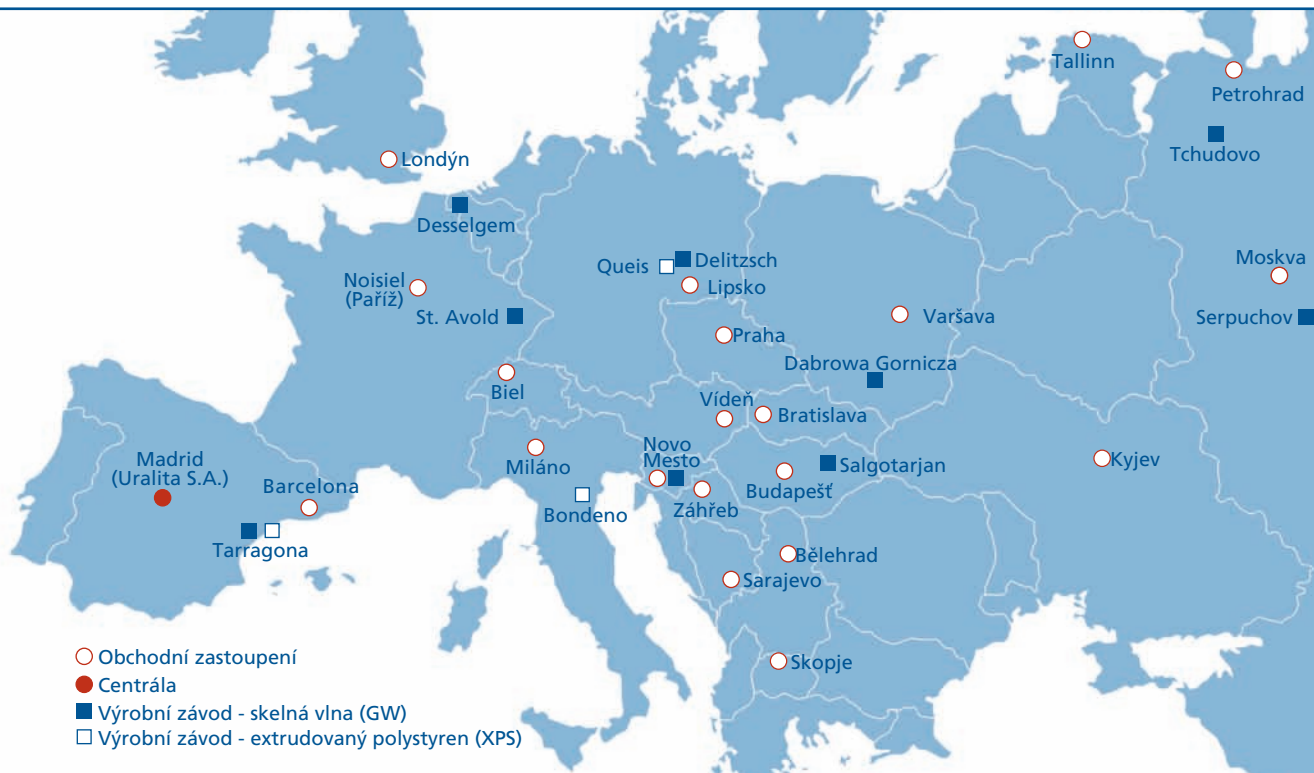 Tallinn
Petrohrad
Tchudovo
Londýn
Desselgem
Moskva
Queis
Delitzsch
Noisiel
(Paříž)
Lipsko
St. Avold
Varšava
Serpuchov
Praha
Dabrowa Gornicza
Biel
Vídeň
Bratislava
Novo
Mesto
Madrid
(Uralita S.A.)
Miláno
Salgotarjan
Kyjev
Barcelona
Budapešť
Bondeno
Záhřeb
Tarragona
Bělehrad
Sarajevo
Skopje
Obchodní zastoupení
Centrála
Výrobní závod - skelná vlna (GW)
Výrobní závod - extrudovaný polystyren (XPS)